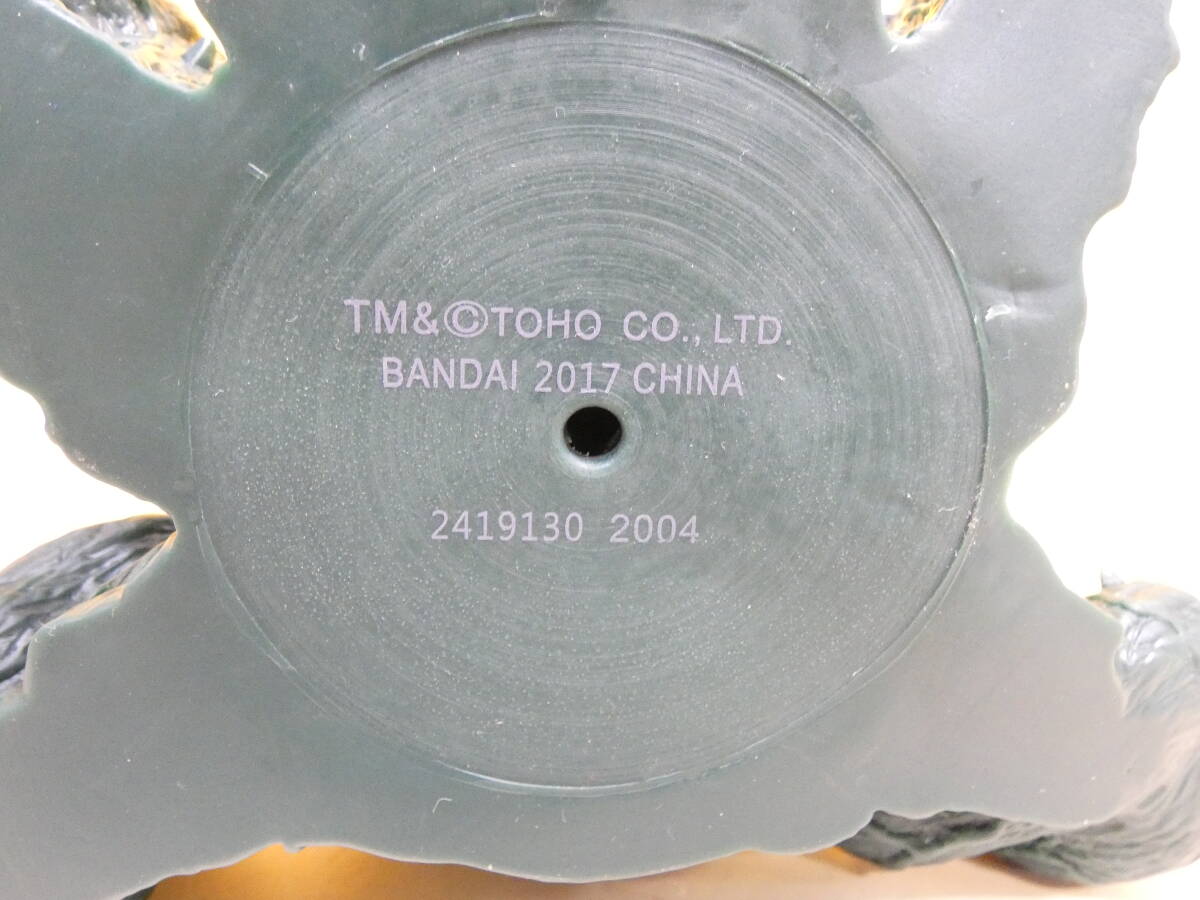 TM&©TOHO CO., LTD.
BANDAI 2017 CHINA
2419130 2004